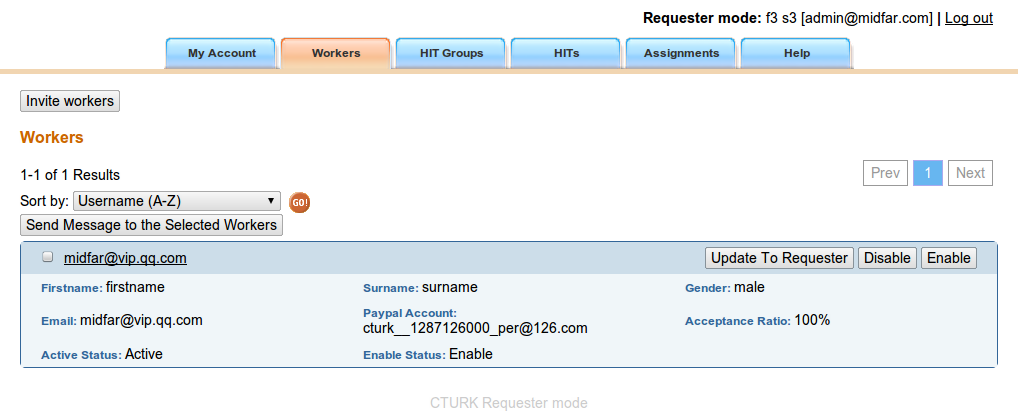 Requester mode: f3 s3 [admin@midfar.com] | Log out
My Account Workers HIT Groups HITs Assignments Help
Invite workers
Workers
1-1 of 1 Results
Prev 1 Next
Sort by: Username (A-Z) GO!
Send Message to the Selected Workers
midfar@vip.qq.com Update To Requester Disable Enable
Firstname: firstname Surname: surname Gender: male
Email: midfar@vip.qq.com Paypal Account: Acceptance Ratio: 100%
cturk__1287126000_per@126.com
Active Status: Active Enable Status: Enable
CTURK Requester mode